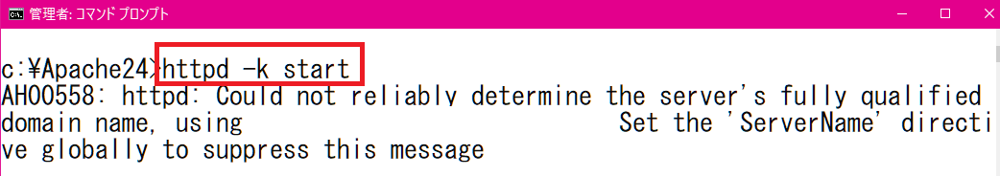 管理者: コマンド プロンプト
c:¥Apache24>httpd -k start
AH00558: httpd: Could not reliably determine the server's fully qualified
domain name, using Set the 'ServerName' directi
ve globally to suppress this message